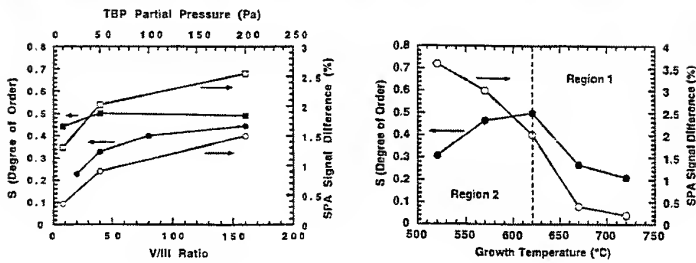 TBP Partial Pressure (Pa)
0 50 100 150 200 250
0.8
0.7
0.6
0.5
0.4
0.3
0.2
0.1
0
S (Degree of Order)
3
2.5
2
1.5
1
0.5
0
SPA Signal Difference (%)
0 50 100 150 200
V/III Ratio
0.8
0.7
0.6
0.5
0.4
0.3
0.2
0.1
0
S (Degree of Order)
Region 1
Region 2
4
3.5
3
2.5
2
1.5
1
0.5
0
SPA Signal Difference (%)
500 550 600 650 700 750
Growth Temperature (°C)